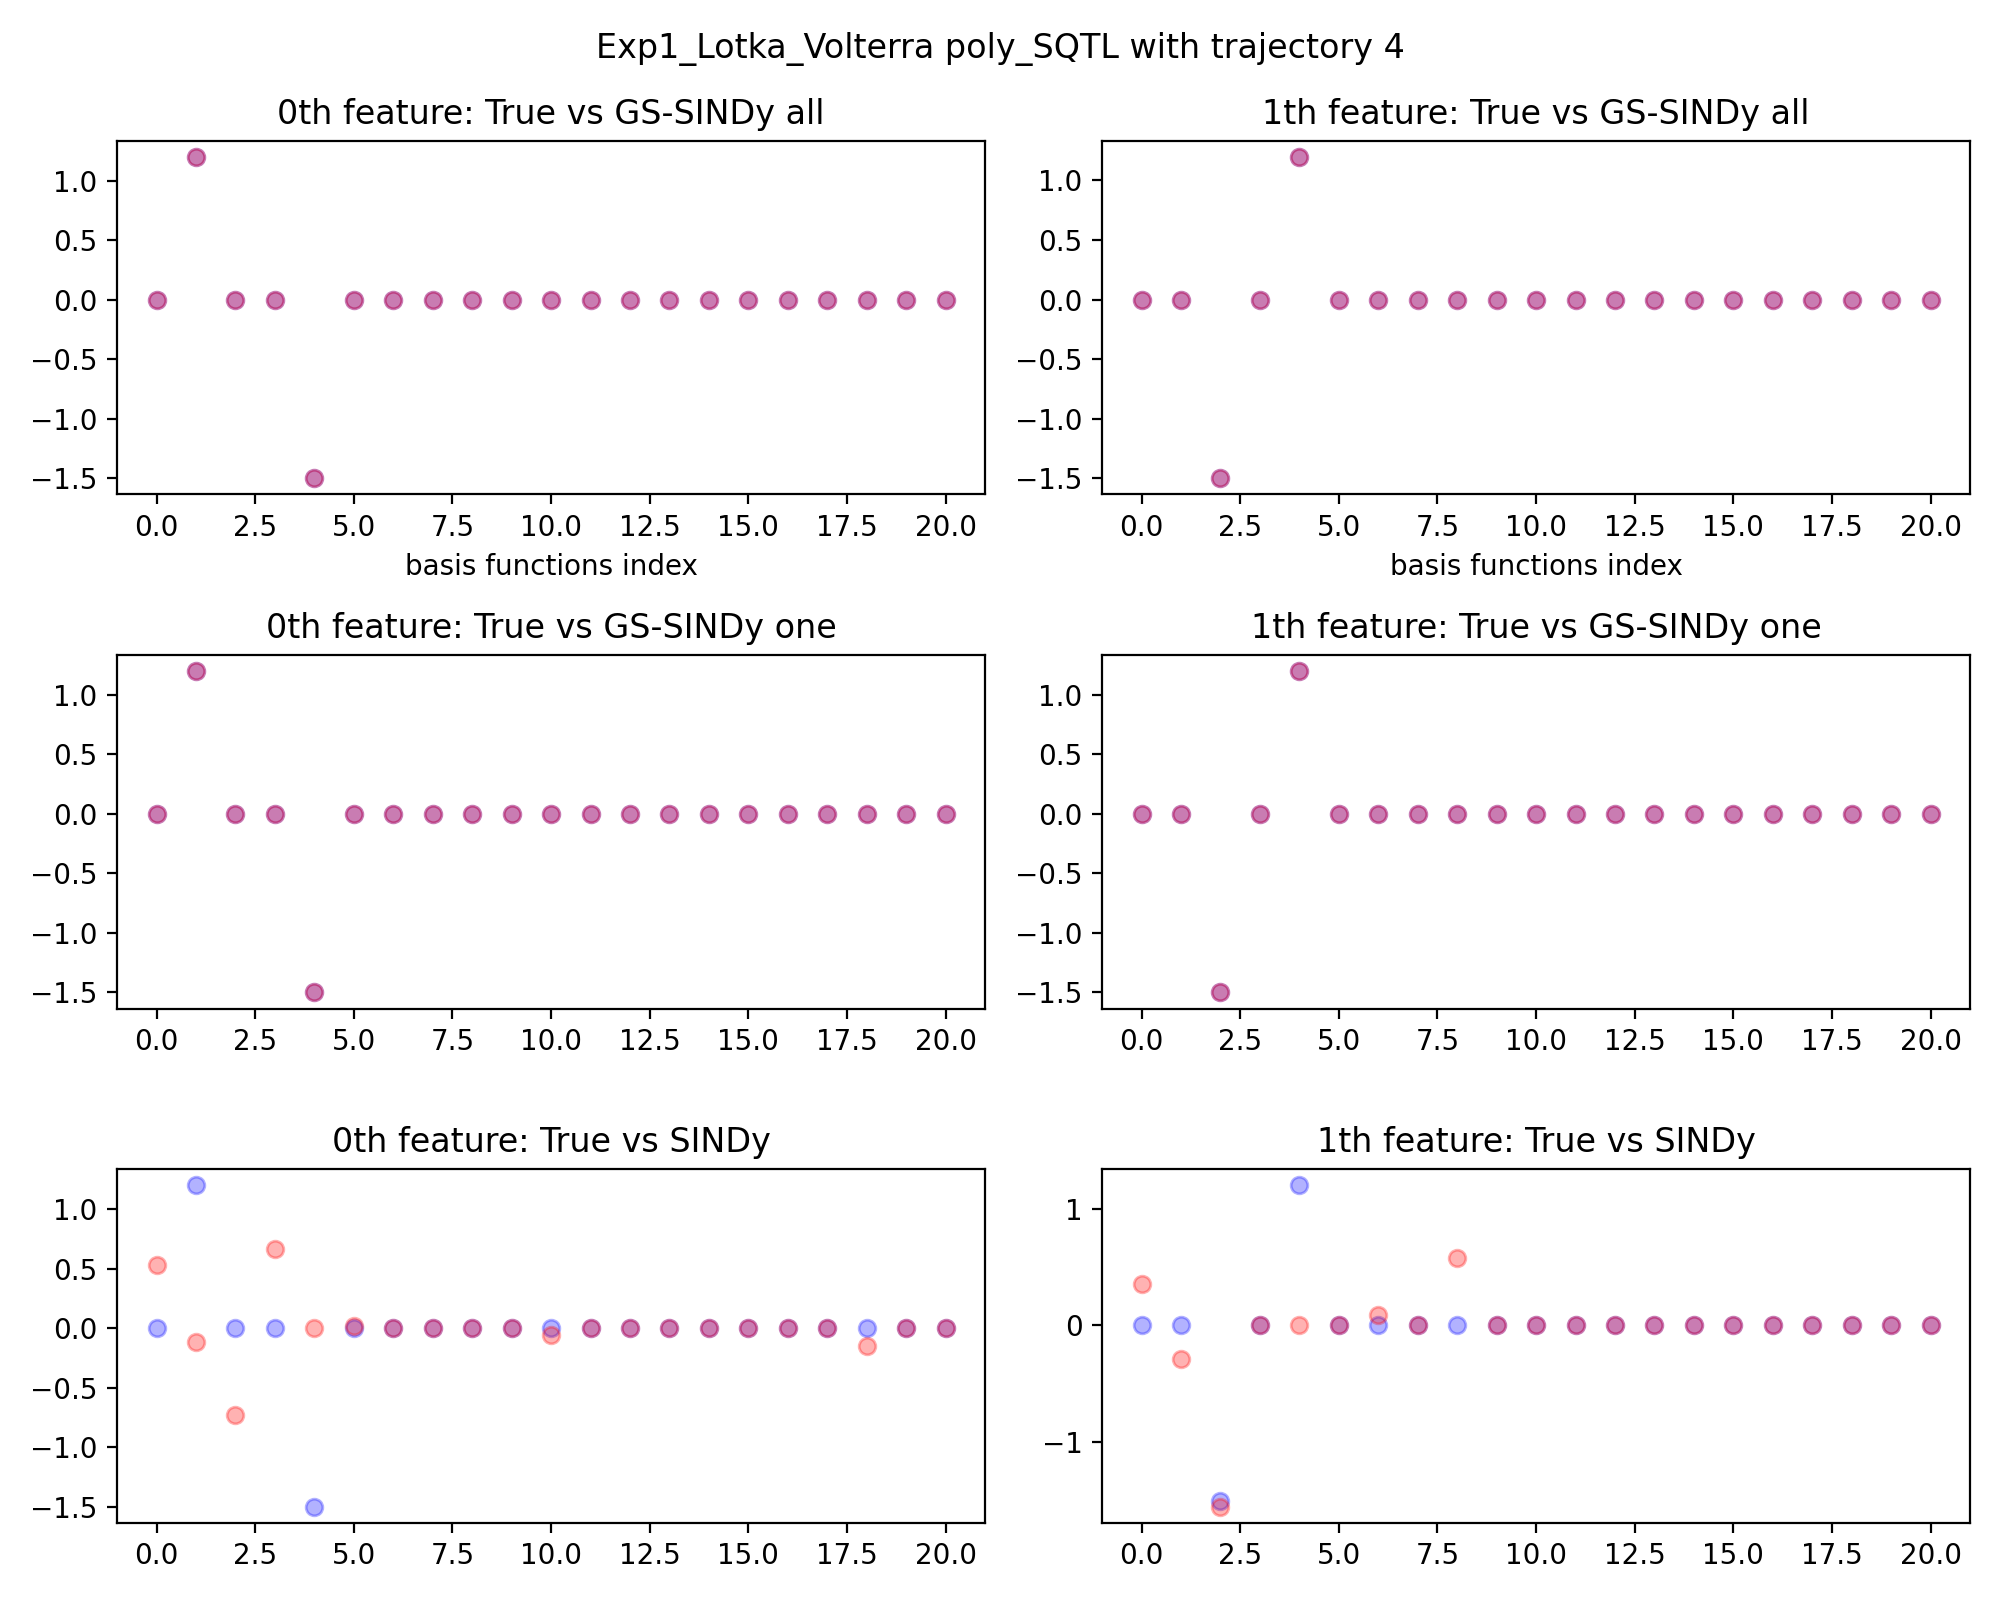 Exp1_Lotka_Volterra poly_SQTL with trajectory 4
0th feature: True vs GS-SINDy all
1.0
0.5
0.0
−0.5
−1.0
−1.5
0.0 2.5 5.0 7.5 10.0 12.5 15.0 17.5 20.0
basis functions index
1th feature: True vs GS-SINDy all
1.0
0.5
0.0
−0.5
−1.0
−1.5
0.0 2.5 5.0 7.5 10.0 12.5 15.0 17.5 20.0
basis functions index
0th feature: True vs GS-SINDy one
1.0
0.5
0.0
−0.5
−1.0
−1.5
0.0 2.5 5.0 7.5 10.0 12.5 15.0 17.5 20.0
1th feature: True vs GS-SINDy one
1.0
0.5
0.0
−0.5
−1.0
−1.5
0.0 2.5 5.0 7.5 10.0 12.5 15.0 17.5 20.0
0th feature: True vs SINDy
1.0
0.5
0.0
−0.5
−1.0
−1.5
0.0 2.5 5.0 7.5 10.0 12.5 15.0 17.5 20.0
1th feature: True vs SINDy
1
0
−1
0.0 2.5 5.0 7.5 10.0 12.5 15.0 17.5 20.0